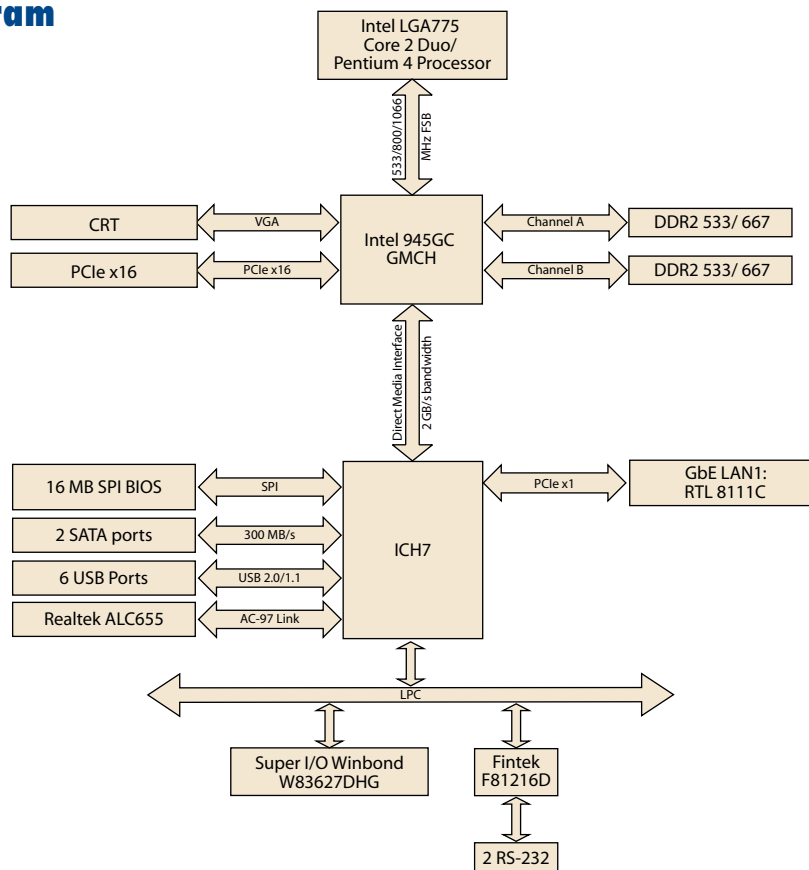 ram
Intel LGA775
Core 2 Duo/
Pentium 4 Processor
533/800/1066
MHz FSB
CRT
VGA
Intel 945GC
GMCH
Channel A
DDR2 533/ 667
PCIe x16
PCIe x16
Channel B
DDR2 533/ 667
Direct Media Interface
2 GB/s bandwidth
16 MB SPI BIOS
SPI
ICH7
PCIe x1
GbE LAN1:
RTL 8111C
2 SATA ports
300 MB/s
6 USB Ports
USB 2.0/1.1
Realtek ALC655
AC-97 Link
LPC
Super I/O Winbond
W83627DHG
Fintek
F81216D
2 RS-232